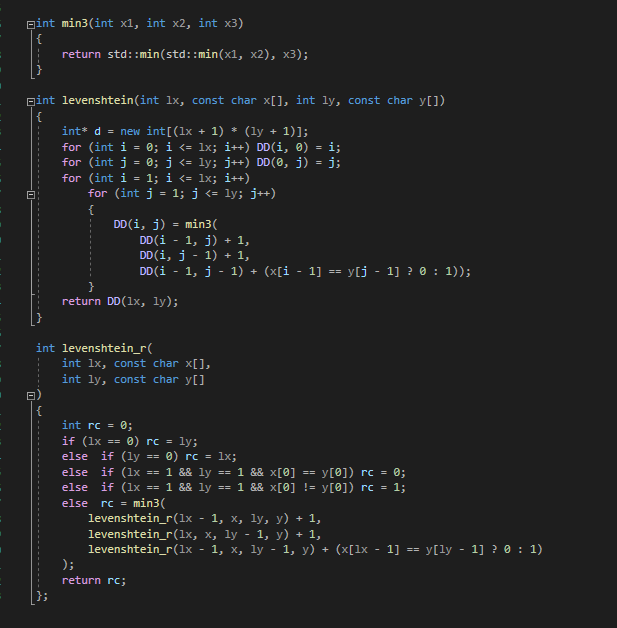 int min3(int x1, int x2, int x3)
{
return std::min(std::min(x1, x2), x3);
}
int levenshtein(int lx, const char x[], int ly, const char y[])
{
int* d = new int[(lx + 1) * (ly + 1)];
for (int i = 0; i <= lx; i++) DD(i, 0) = i;
for (int j = 0; j <= ly; j++) DD(0, j) = j;
for (int i = 1; i <= lx; i++)
for (int j = 1; j <= ly; j++)
{
DD(i, j) = min3(
DD(i - 1, j) + 1,
DD(i, j - 1) + 1,
DD(i - 1, j - 1) + (x[i - 1] == y[j - 1] ? 0 : 1));
}
return DD(lx, ly);
}
int levenshtein_r(
int lx, const char x[],
int ly, const char y[]
)
{
int rc = 0;
if (lx == 0) rc = ly;
else  if (ly == 0) rc = lx;
else  if (lx == 1 && ly == 1 && x[0] == y[0]) rc = 0;
else  if (lx == 1 && ly == 1 && x[0] != y[0]) rc = 1;
else  rc = min3(
levenshtein_r(lx - 1, x, ly, y) + 1,
levenshtein_r(lx, x, ly - 1, y) + 1,
levenshtein_r(lx - 1, x, ly - 1, y) + (x[lx - 1] == y[ly - 1] ? 0 : 1)
);
return rc;
};